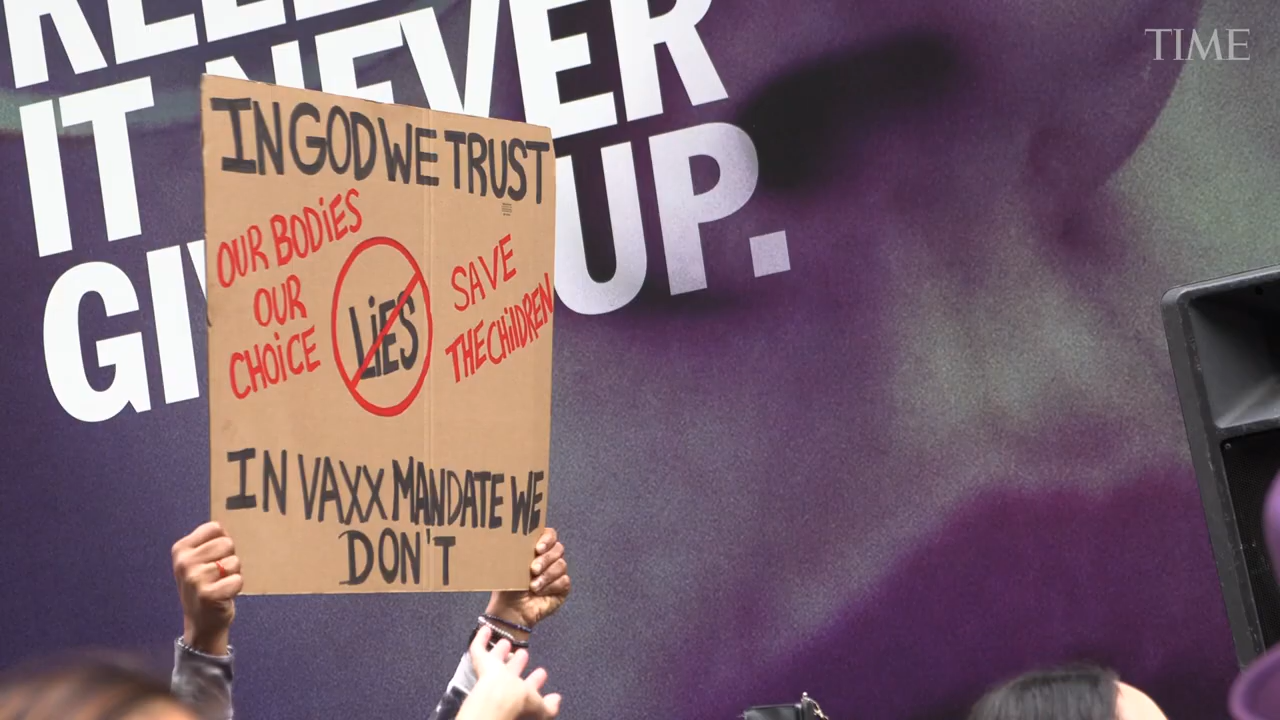 IT NEVER
GIVE UP.
TIME
IN GOD WE TRUST
OUR BODiES
OUR
CHOiCE
LiES
SAVE
THE CHiLDREN
IN VAXX MANDATE WE
DON'T